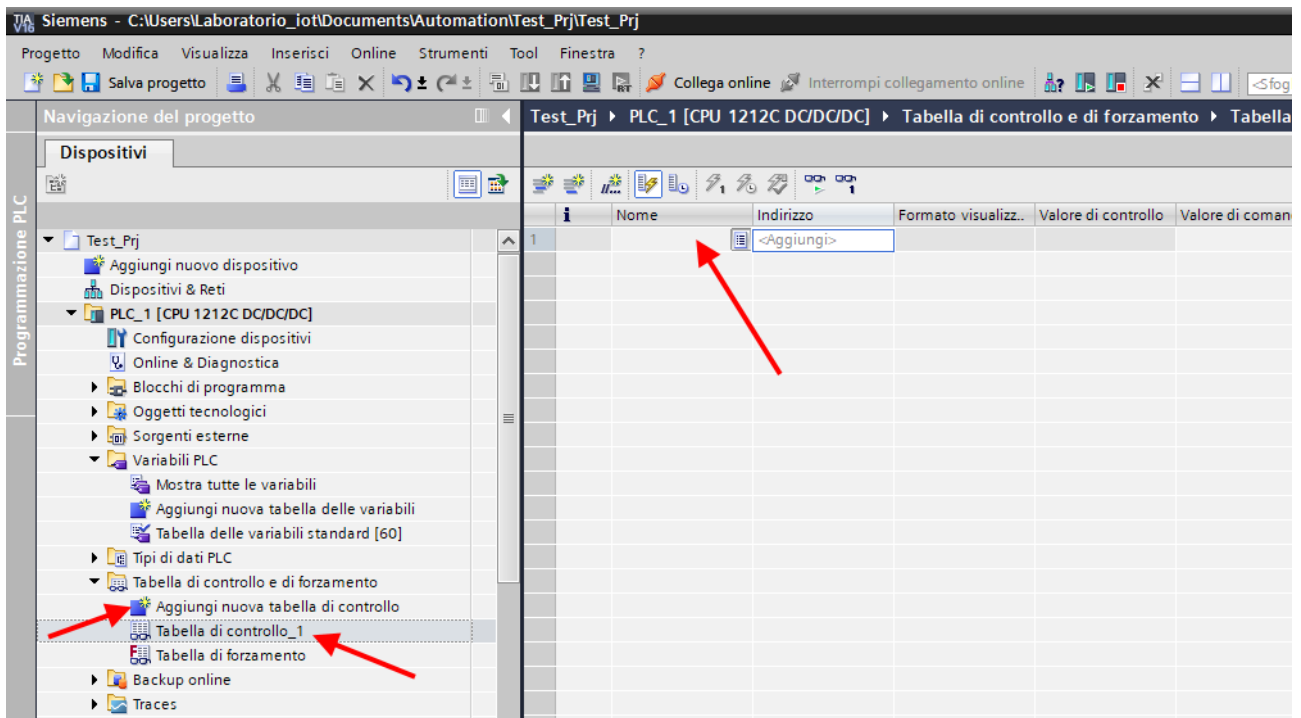 TIA V16 Siemens - C:\Users\Laboratorio_iot\Documents\Automation\Test_Prj\Test_Prj
Progetto Modifica Visualizza Inserisci Online Strumenti Tool Finestra ?
Salva progetto Collega online Interrompi collegamento online <Sfog
Navigazione del progetto
Test_Prj PLC_1 [CPU 1212C DC/DC/DC] Tabella di controllo e di forzamento Tabella
Dispositivi
Programmazione PLC
i Nome Indirizzo Formato visualizz.. Valore di controllo Valore di coman
1 <Aggiungi>
Test_Prj
Aggiungi nuovo dispositivo
Dispositivi & Reti
PLC_1 [CPU 1212C DC/DC/DC]
Configurazione dispositivi
Online & Diagnostica
Blocchi di programma
Oggetti tecnologici
Sorgenti esterne
Variabili PLC
Mostra tutte le variabili
Aggiungi nuova tabella delle variabili
Tabella delle variabili standard [60]
Tipi di dati PLC
Tabella di controllo e di forzamento
Aggiungi nuova tabella di controllo
Tabella di controllo_1
Tabella di forzamento
Backup online
Traces